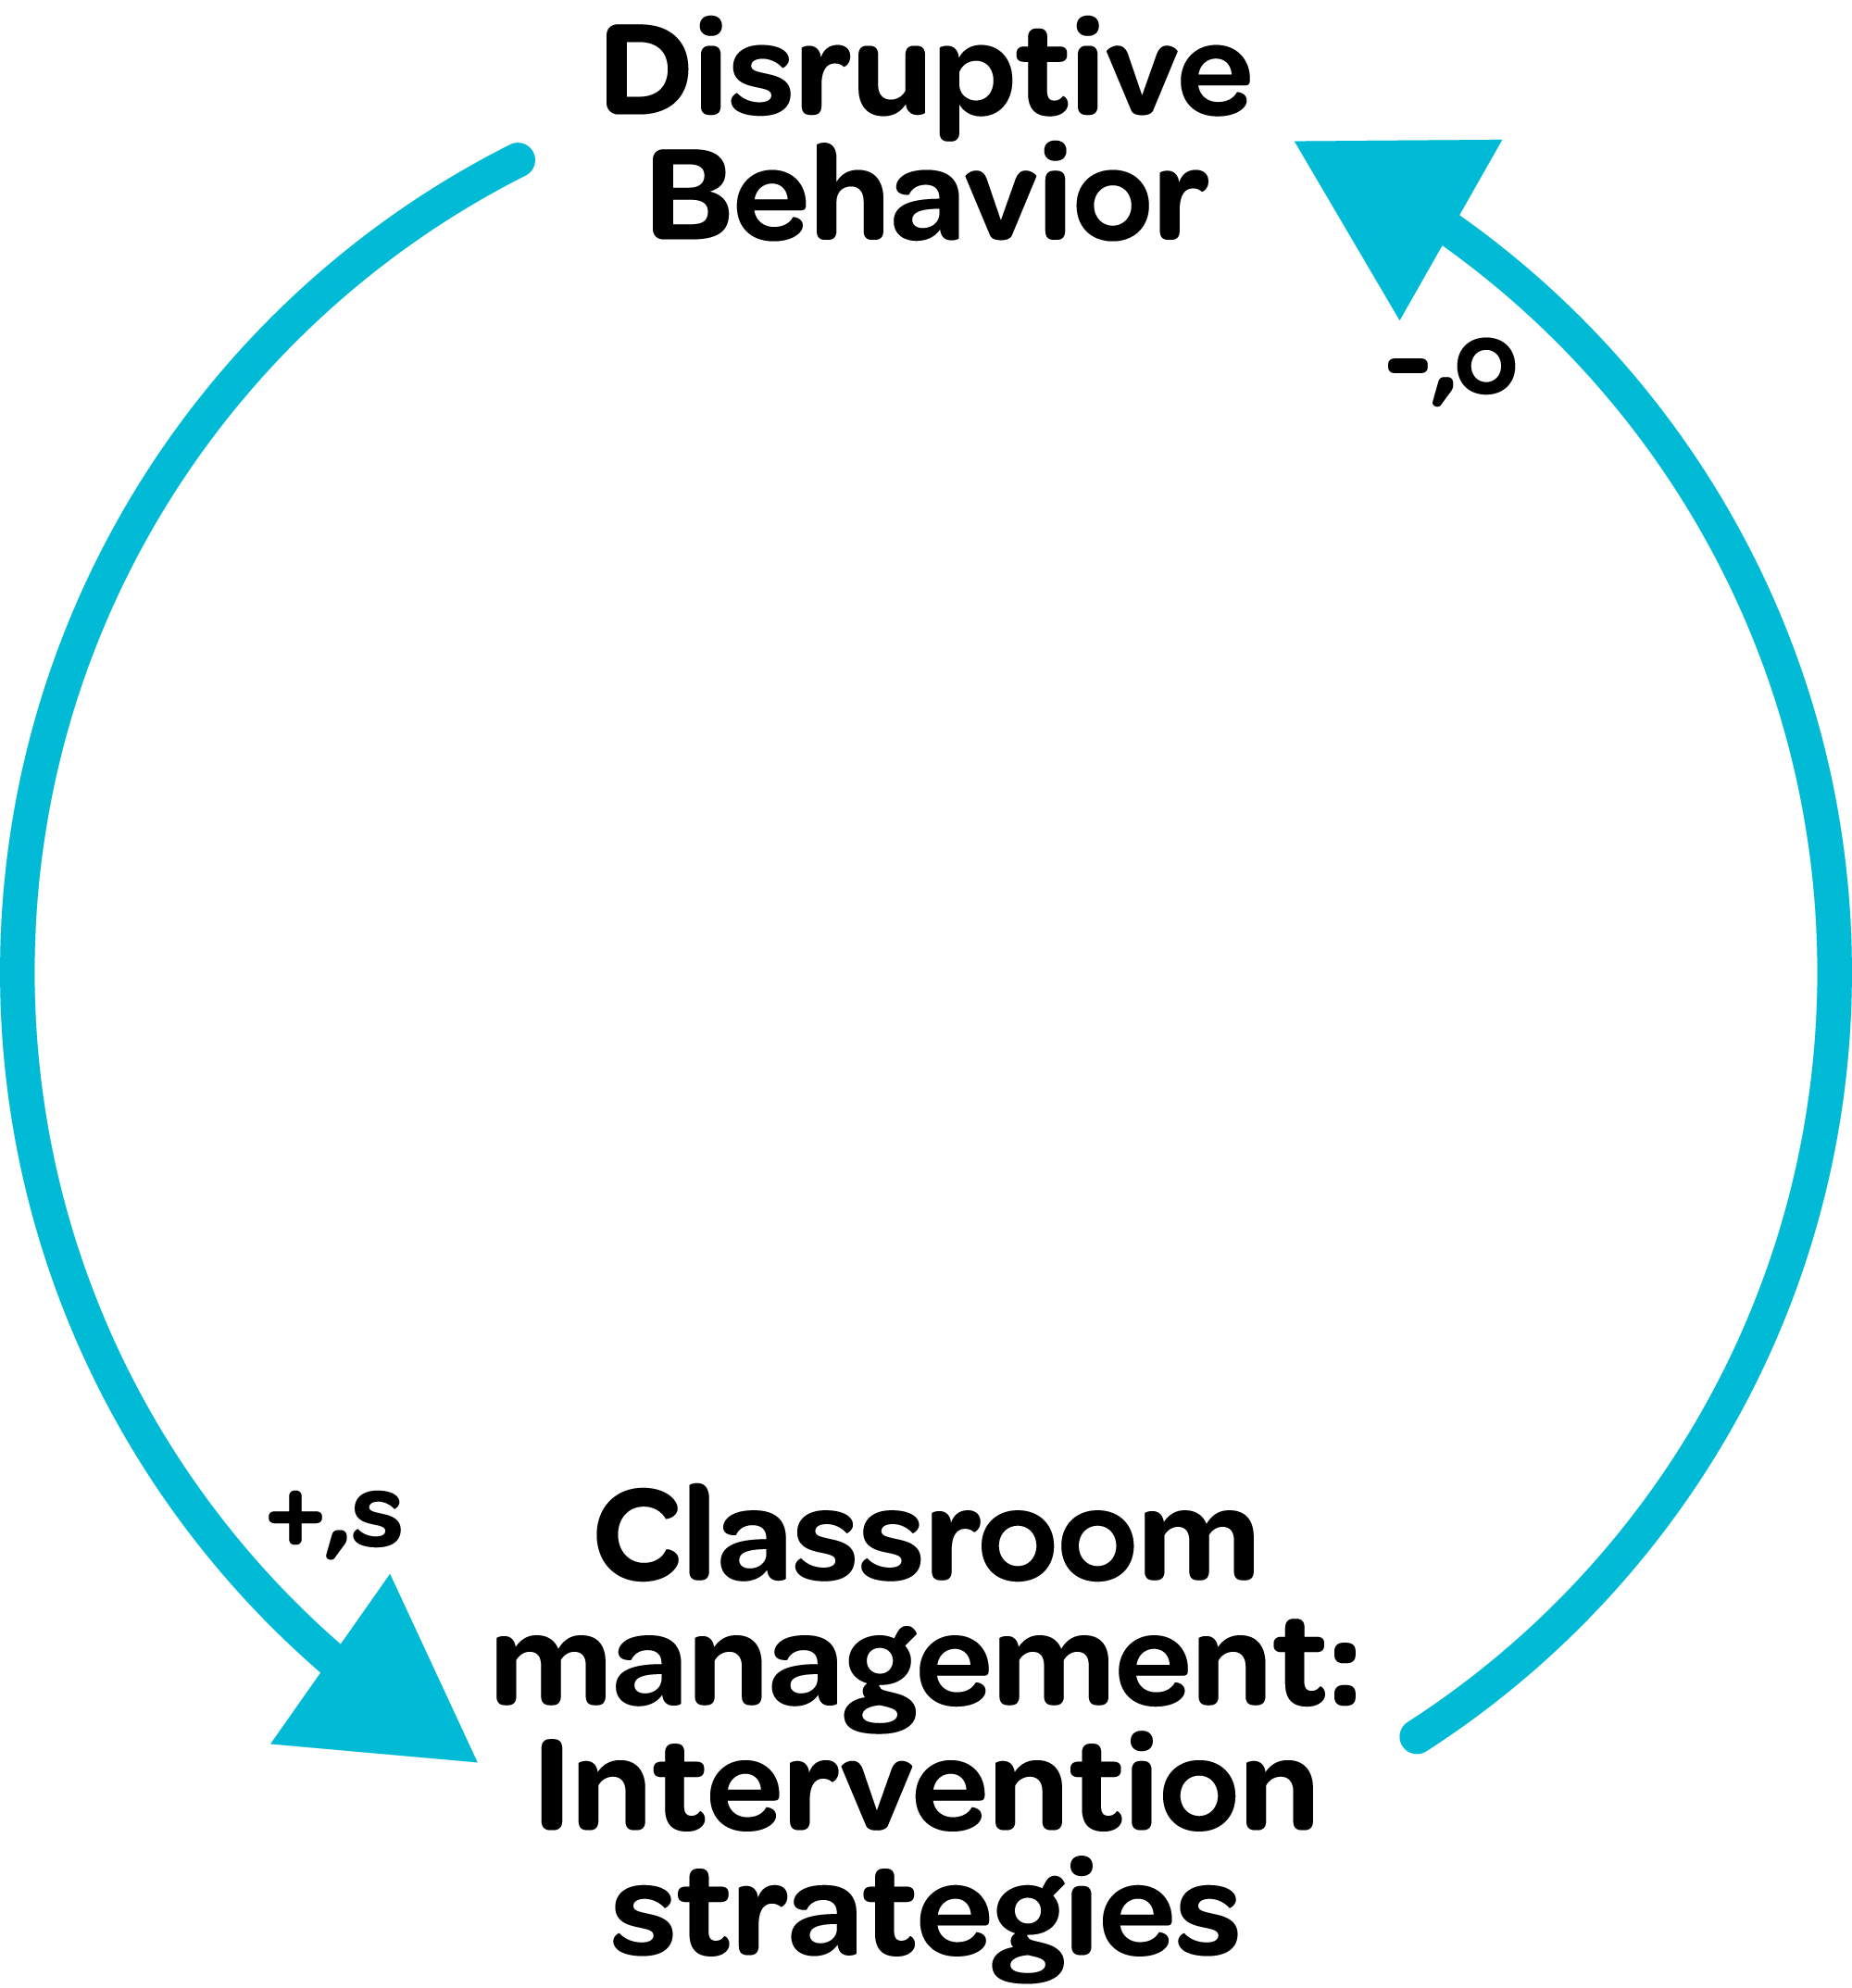 Disruptive
Behavior
-,o
+,s
Classroom
management:
Intervention
strategies